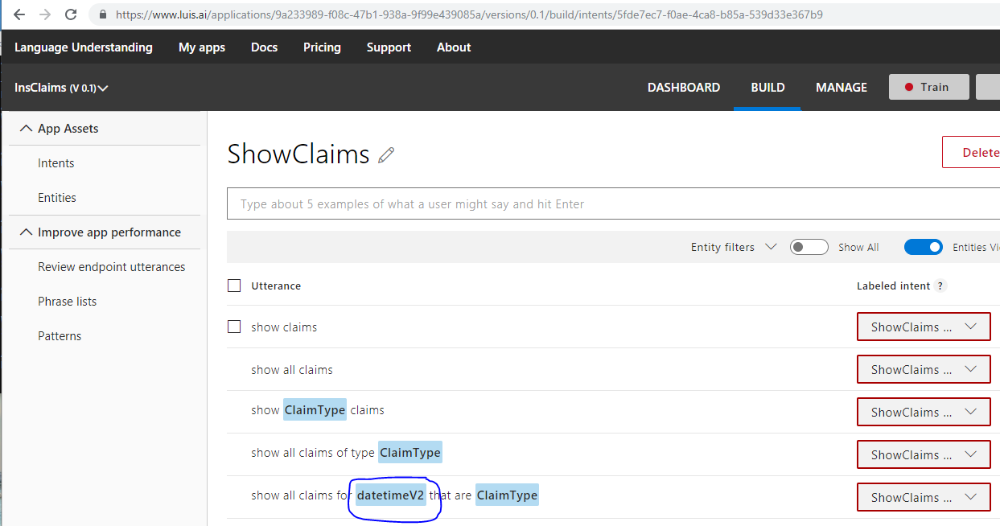 https://www.luis.ai/applications/9a233989-f08c-47b1-938a-9f99e439085a/versions/0.1/build/intents/5fde7ec7-f0ae-4ca8-b85a-539d33e367b9
Language Understanding My apps Docs Pricing Support About
InsClaims (V 0.1) DASHBOARD BUILD MANAGE Train
App Assets
Intents
Entities
Improve app performance
Review endpoint utterances
Phrase lists
Patterns
ShowClaims
Delete
Type about 5 examples of what a user might say and hit Enter
Entity filters Show All Entities Vi
Utterance Labeled intent ?
show claims ShowClaims ...
show all claims ShowClaims ...
show ClaimType claims ShowClaims ...
show all claims of type ClaimType ShowClaims ...
show all claims for datetimeV2 that are ClaimType ShowClaims ...